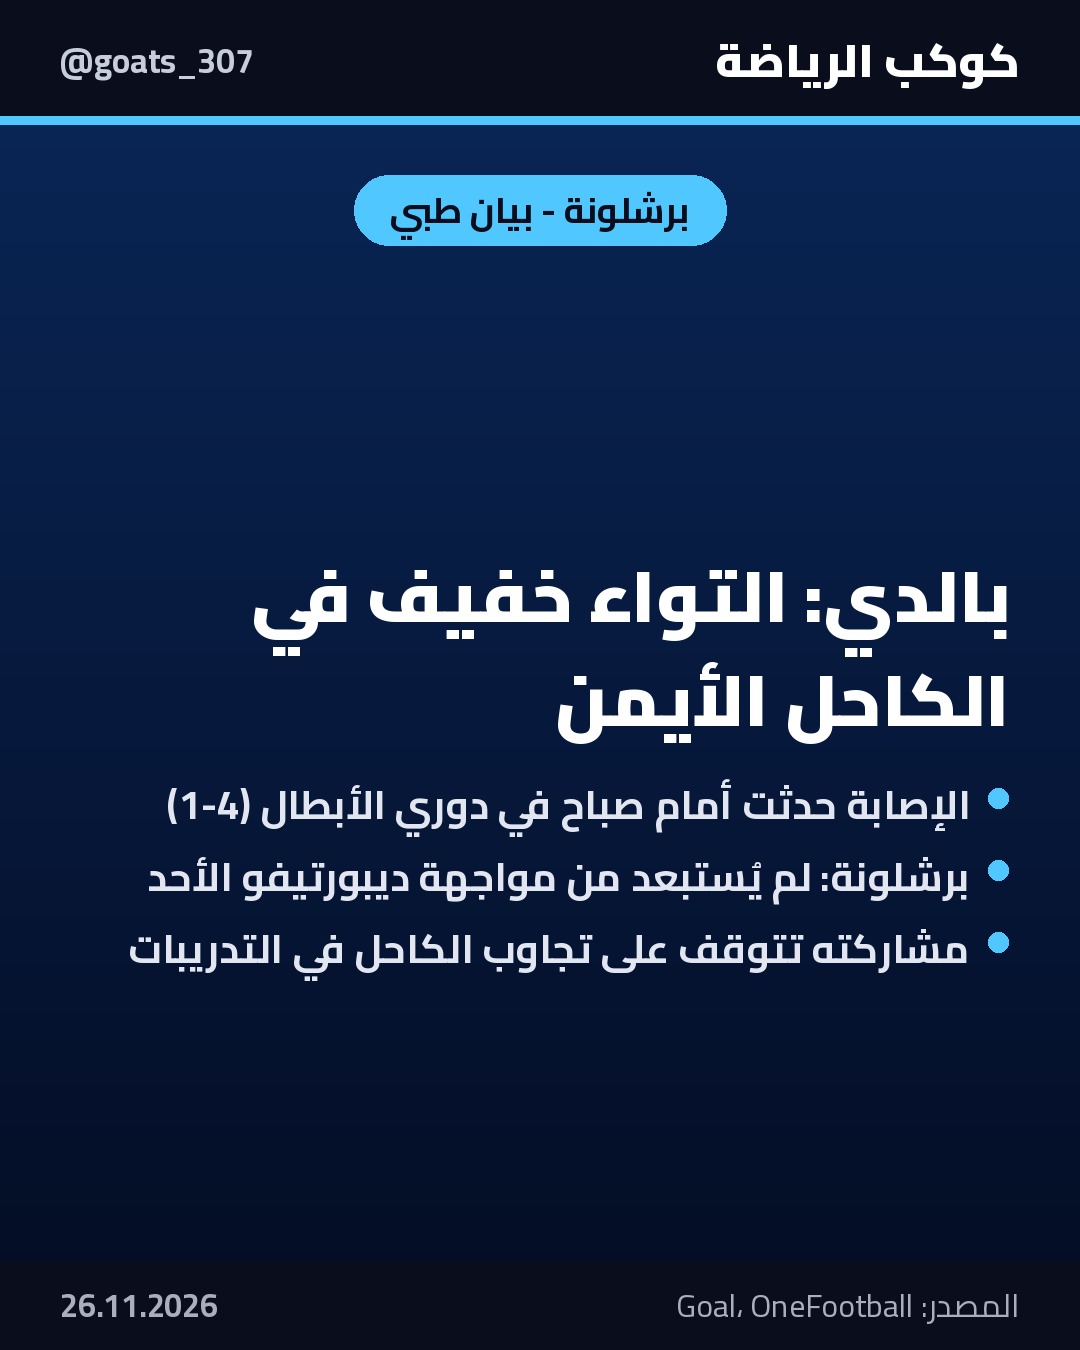 كوكب الرياضة
@goats_307
برشلونة - بيان طبي
بالدي: التواء خفيف في
الكاحل الأيمن
الإصابة حدثت أمام صباح في دوري الأبطال (4-1)
برشلونة: لم يُستبعد من مواجهة ديبورتيفو الأحد
مشاركته تتوقف على تجاوب الكاحل في التدريبات
المصدر: Goal، OneFootball
26.11.2026